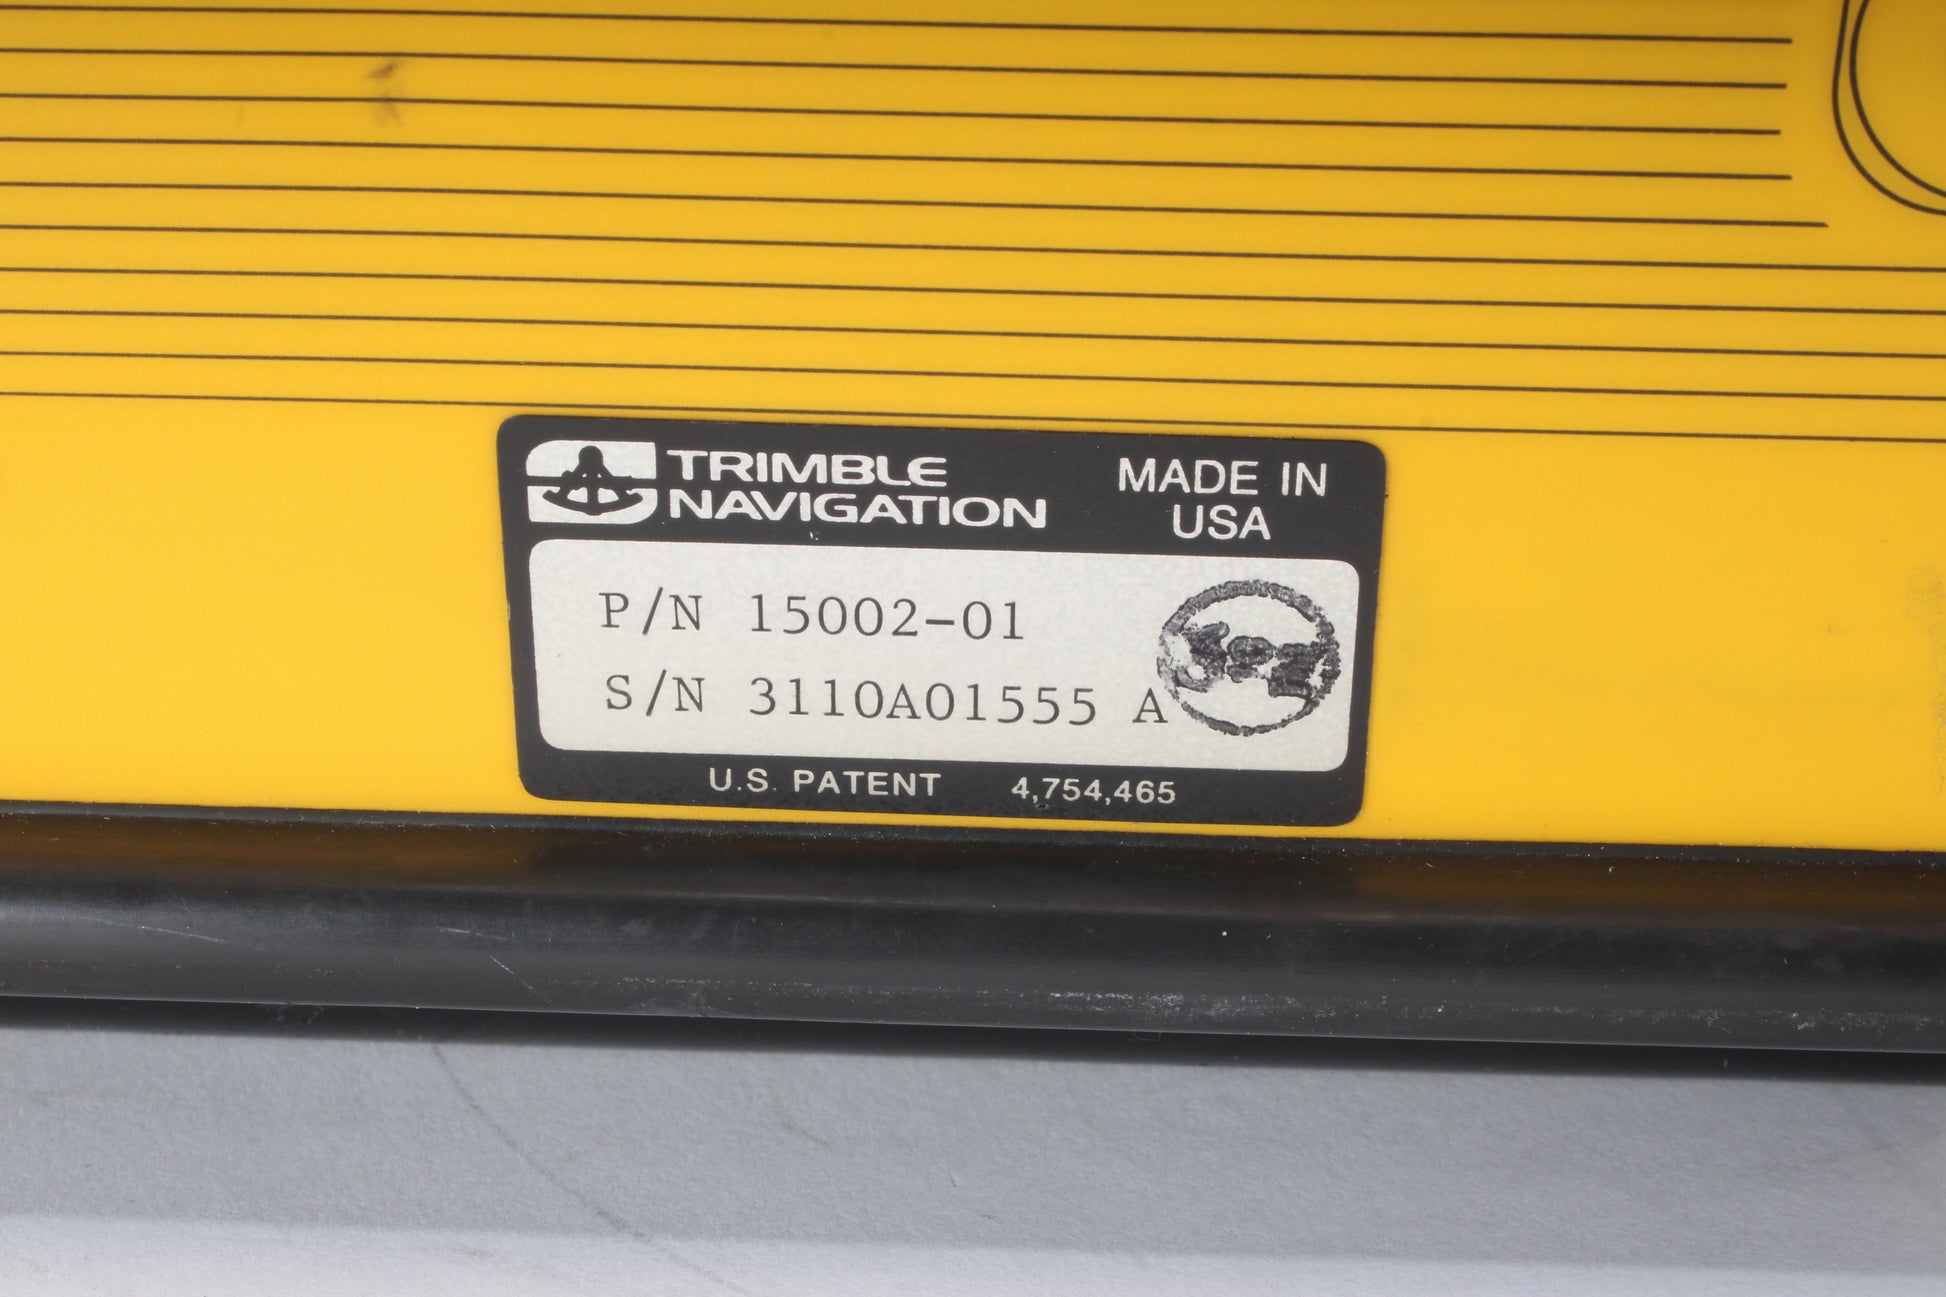 TRIMBLE
NAVIGATION
MADE IN
USA
P/N 15002-01
S/N 3110A01555 A
U.S. PATENT 4,754,465